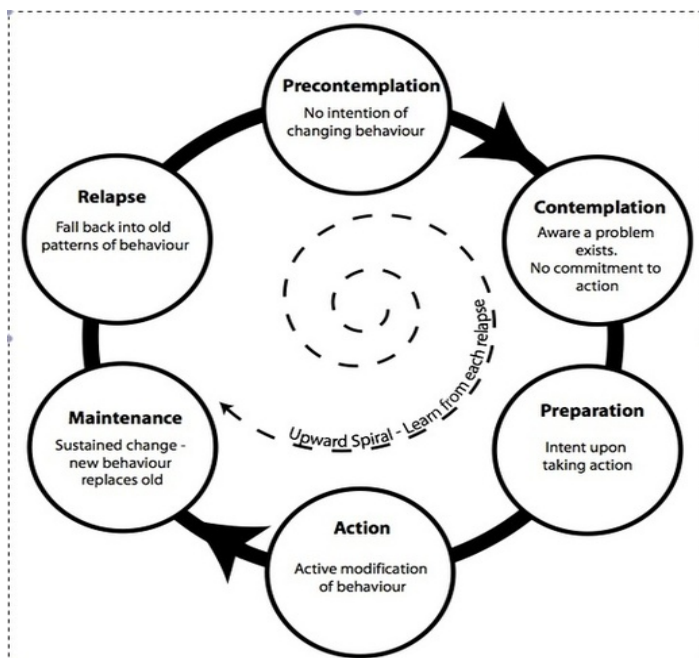 Precontemplation
No intention of
changing behaviour
Contemplation
Aware a problem
exists.
No commitment to
action
Preparation
Intent upon
taking action
Action
Active modification
of behaviour
Maintenance
Sustained change -
new behaviour
replaces old
Relapse
Fall back into old
patterns of behaviour
Upward Spiral - Learn from each relapse